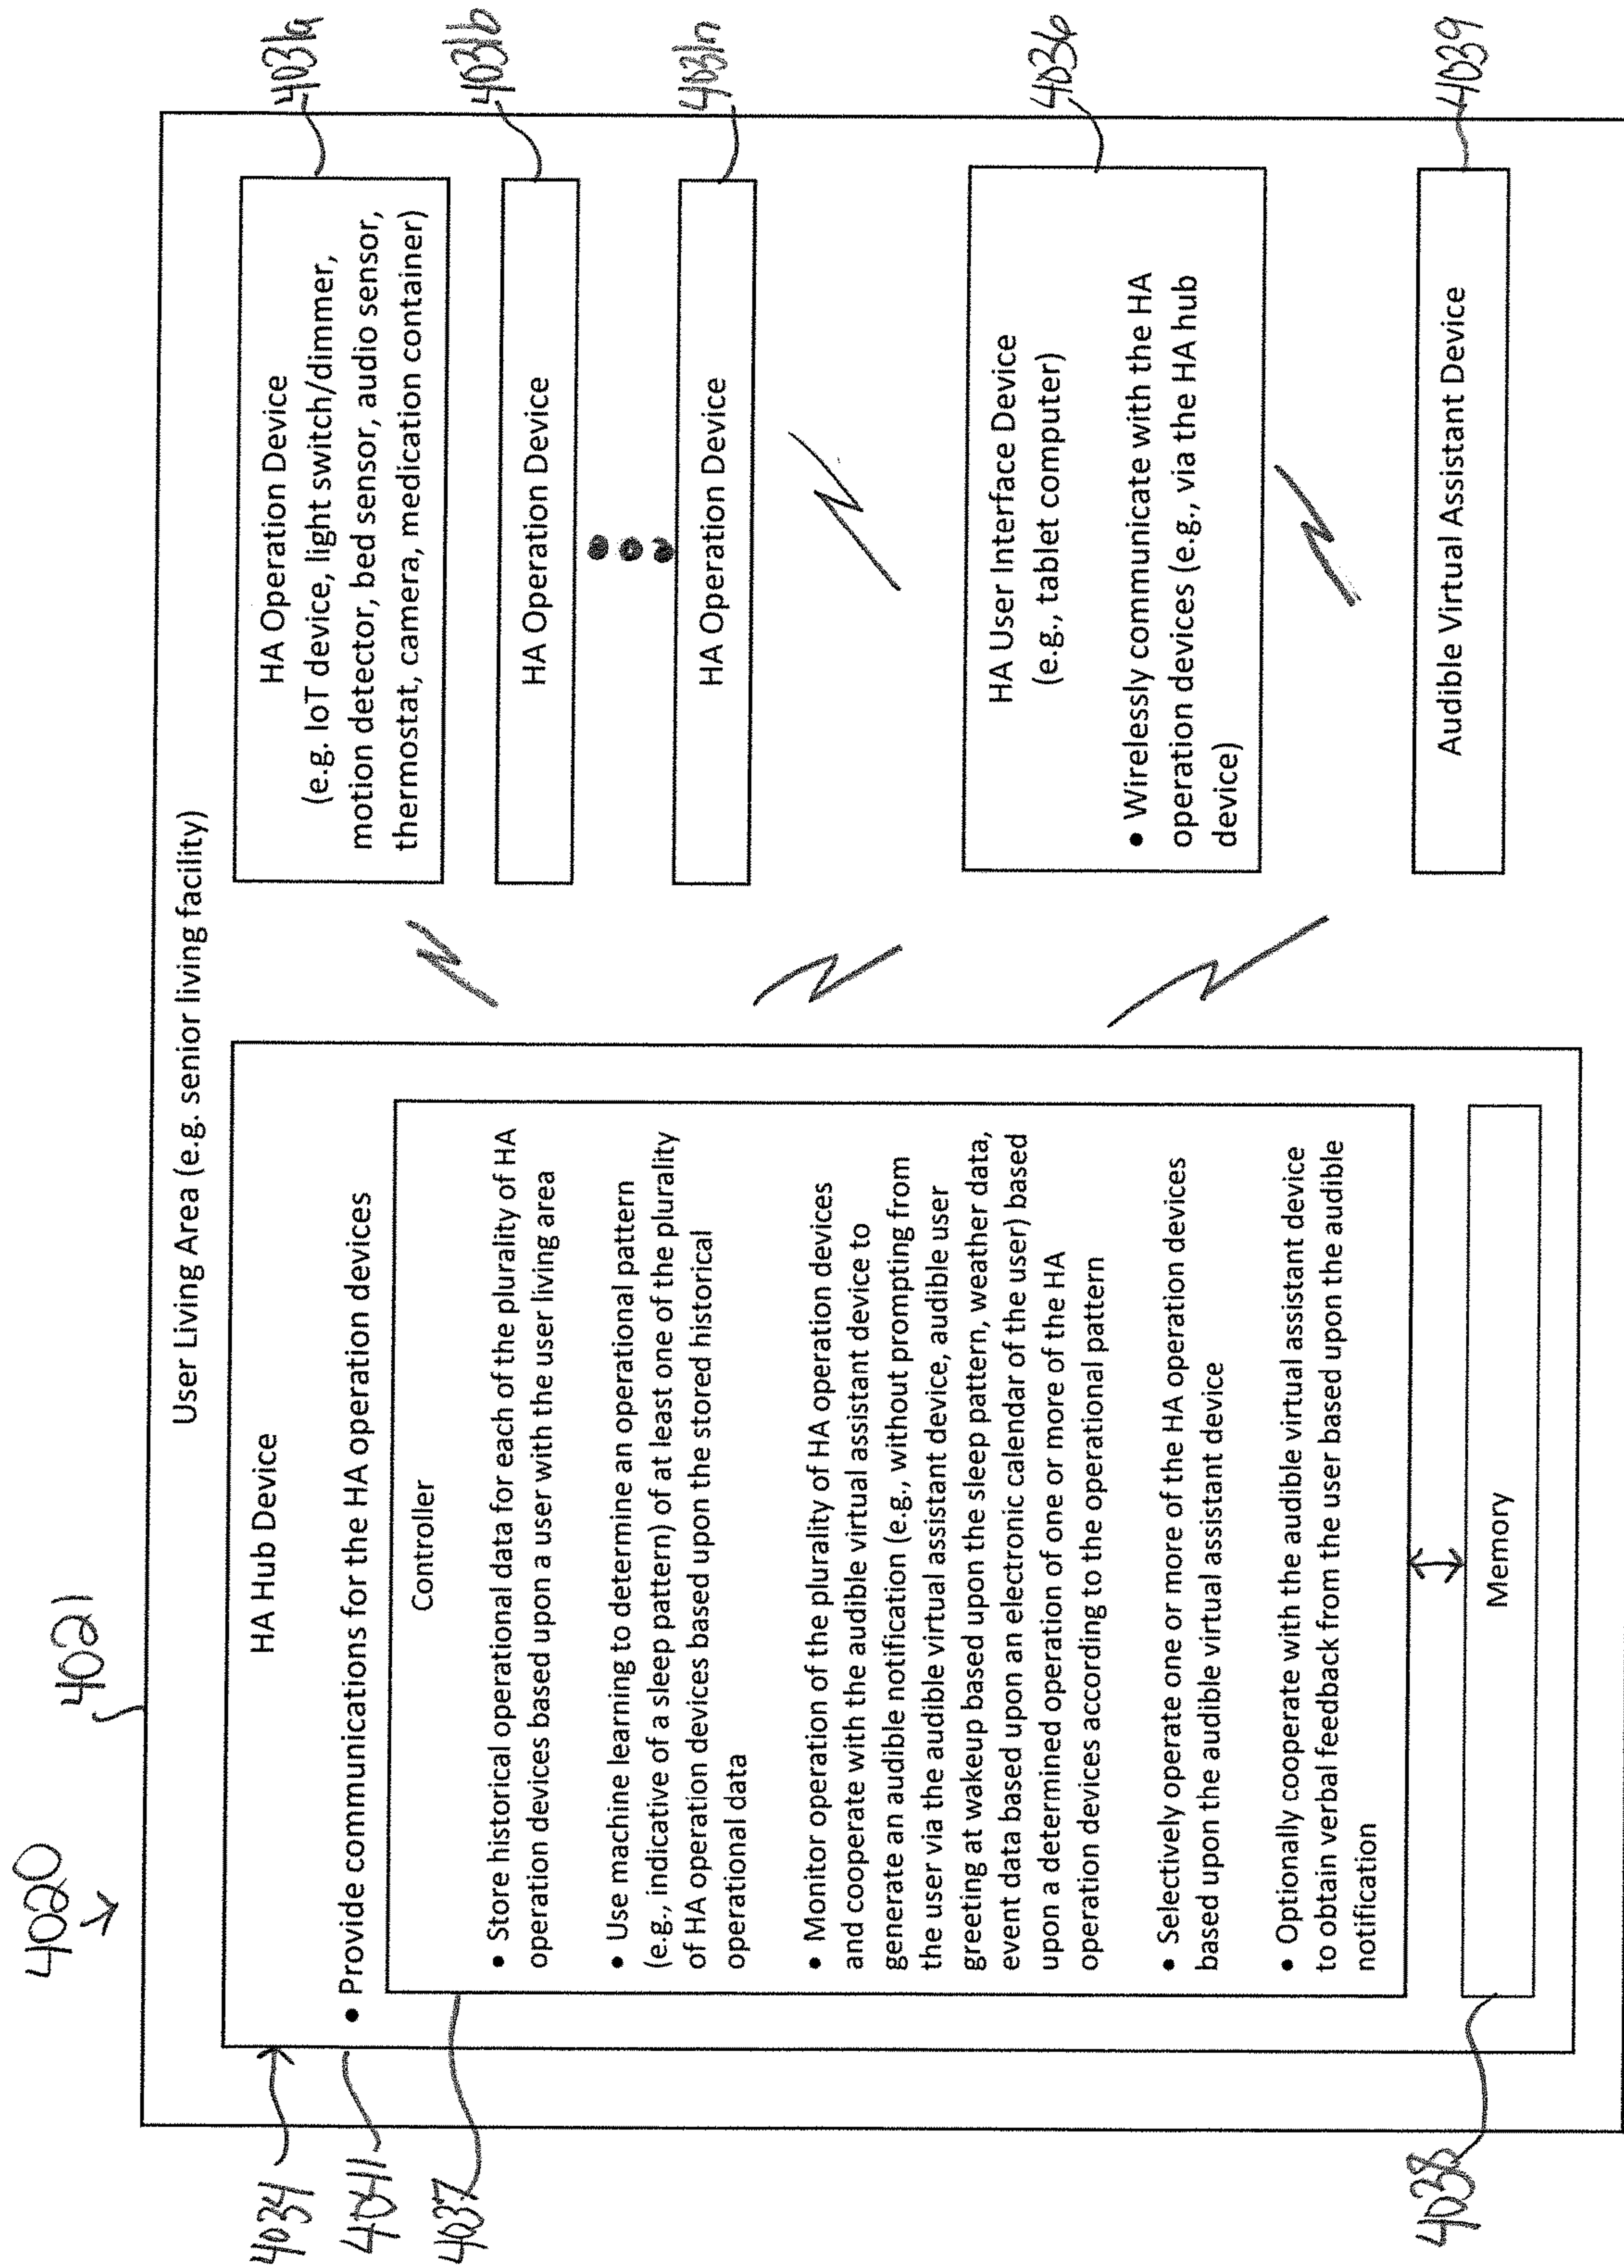 4020
4021
User Living Area (e.g. senior living facility)
4034
HA Hub Device
4041
• Provide communications for the HA operation devices
4037
Controller
• Store historical operational data for each of the plurality of HA
operation devices based upon a user with the user living area
• Use machine learning to determine an operational pattern
(e.g., indicative of a sleep pattern) of at least one of the plurality
of HA operation devices based upon the stored historical
operational data
• Monitor operation of the plurality of HA operation devices
and cooperate with the audible virtual assistant device to
generate an audible notification (e.g., without prompting from
the user via the audible virtual assistant device, audible user
greeting at wakeup based upon the sleep pattern, weather data,
event data based upon an electronic calendar of the user) based
upon a determined operation of one or more of the HA
operation devices according to the operational pattern
• Selectively operate one or more of the HA operation devices
based upon the audible virtual assistant device
• Optionally cooperate with the audible virtual assistant device
to obtain verbal feedback from the user based upon the audible
notification
4038
Memory
HA Operation Device
(e.g. IoT device, light switch/dimmer,
motion detector, bed sensor, audio sensor,
thermostat, camera, medication container)
4031a
HA Operation Device
4031b
HA Operation Device
4031n
HA User Interface Device
(e.g., tablet computer)
• Wirelessly communicate with the HA
operation devices (e.g., via the HA hub
device)
4036
Audible Virtual Assistant Device
4039